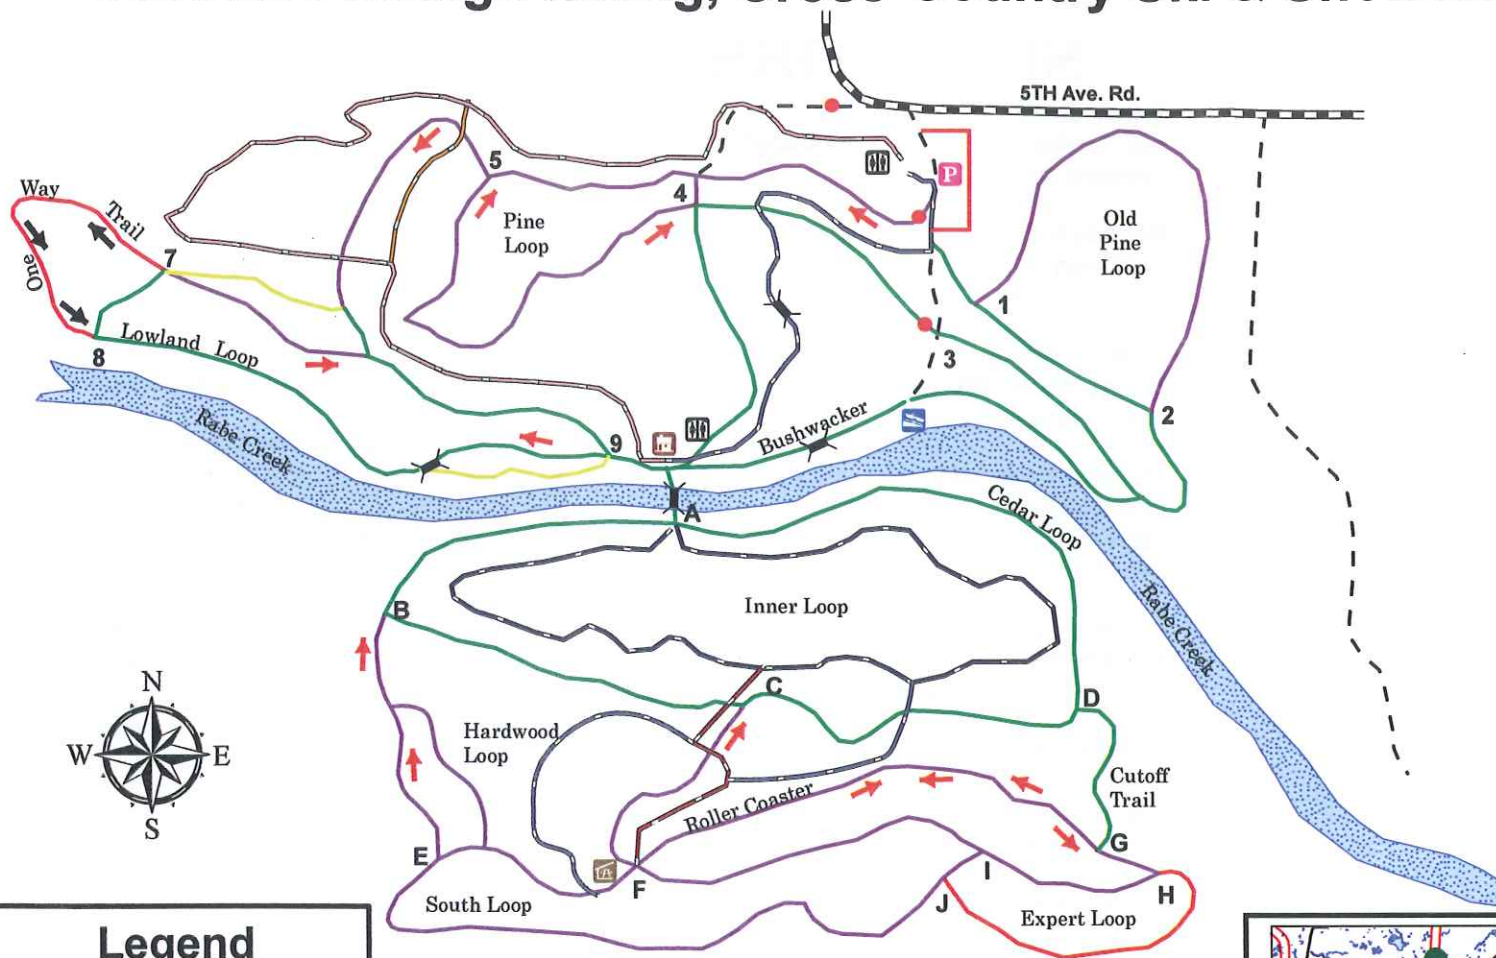 5TH Ave. Rd.
P
Way
Trail
One
5
4
Pine
Loop
Old
Pine
Loop
7
1
3
8
Lowland Loop
2
Rabe Creek
9
Bushwacker
A
Cedar Loop
B
Inner Loop
Rabe Creek
N
W E
S
C
D
Hardwood
Loop
Cutoff
Trail
Roller Coaster
E
F
G
I
H
J
South Loop
Expert Loop
Legend